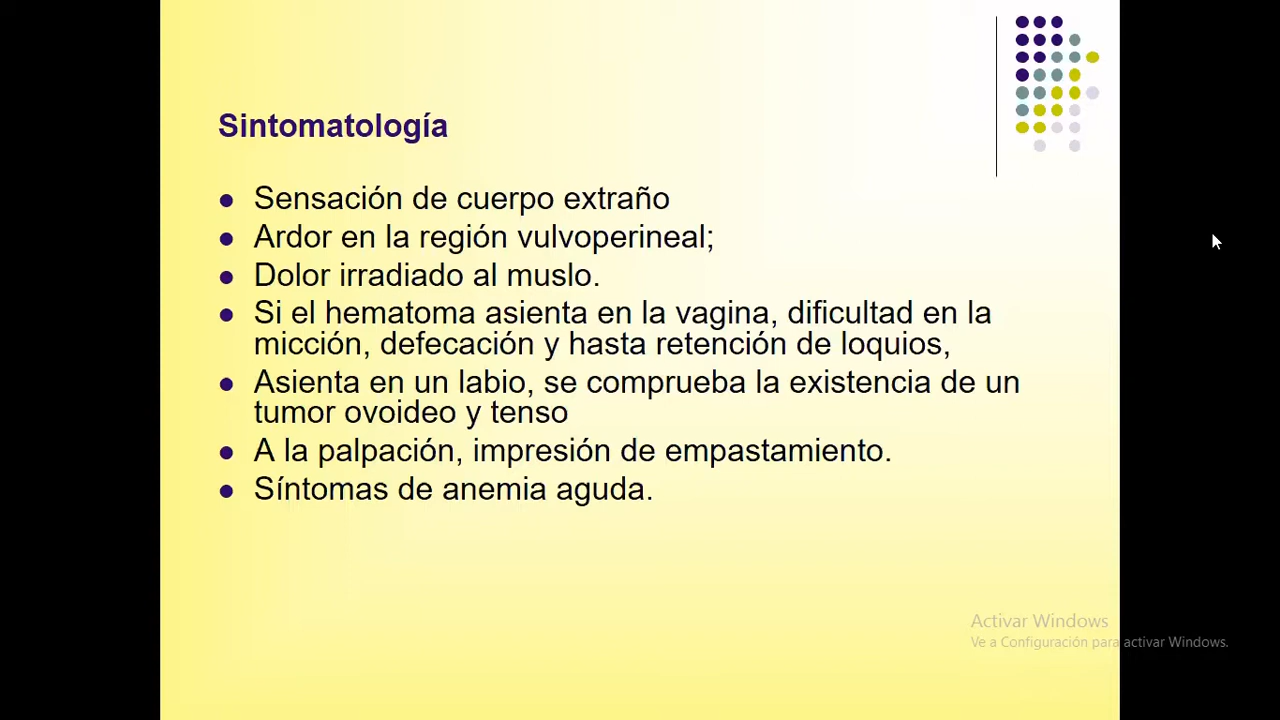 Sintomatología
Sensación de cuerpo extraño
Ardor en la región vulvoperineal;
Dolor irradiado al muslo.
Si el hematoma asienta en la vagina, dificultad en la
micción, defecación y hasta retención de loquios,
Asienta en un labio, se comprueba la existencia de un
tumor ovoideo y tenso
A la palpación, impresión de empastamiento.
Síntomas de anemia aguda.
Activar Windows
Ve a Configuración para activar Windows.